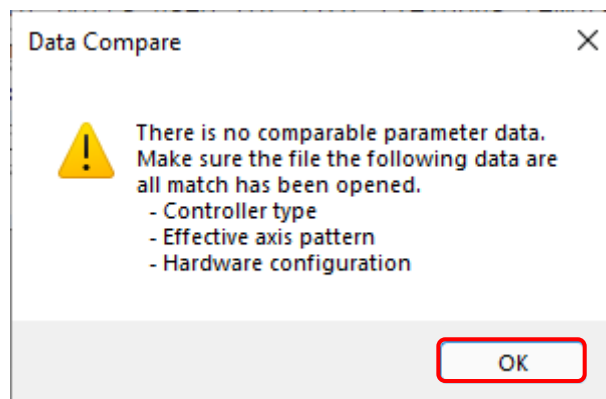 Data Compare
There is no comparable parameter data.
Make sure the file the following data are
all match has been opened.
- Controller type
- Effective axis pattern
- Hardware configuration
OK